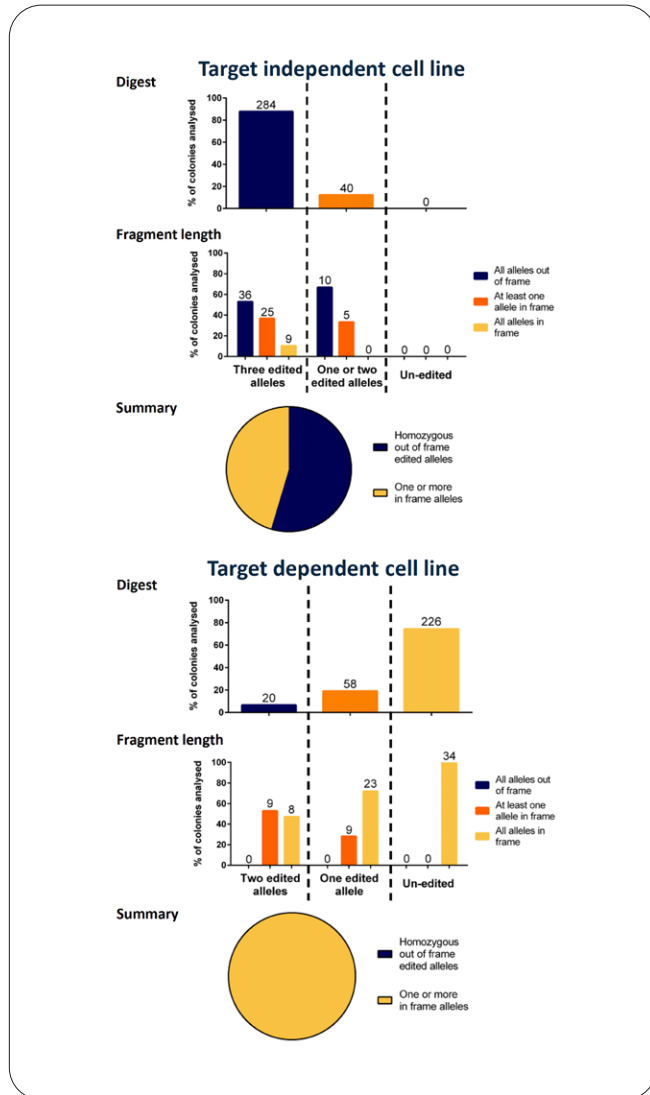 Target independent cell line
Digest
% of colonies analysed
100
80
60
40
20
0
284
40
0
Fragment length
% of colonies analysed
100
80
60
40
20
0
36
25
9
10
5
0
0
0
0
Three edited
alleles
One or two
edited alleles
Un-edited
All alleles out
of frame
At least one
allele in frame
All alleles in
frame
Summary
Homozygous
out of frame
edited alleles
One or more
in frame alleles
Target dependent cell line
Digest
% of colonies analysed
100
80
60
40
20
0
20
58
226
Fragment length
% of colonies analysed
100
80
60
40
20
0
0
9
8
0
9
23
0
0
34
Two edited
alleles
One edited
allele
Un-edited
All alleles out
of frame
At least one
allele in frame
All alleles in
frame
Summary
Homozygous
out of frame
edited alleles
One or more
in frame alleles